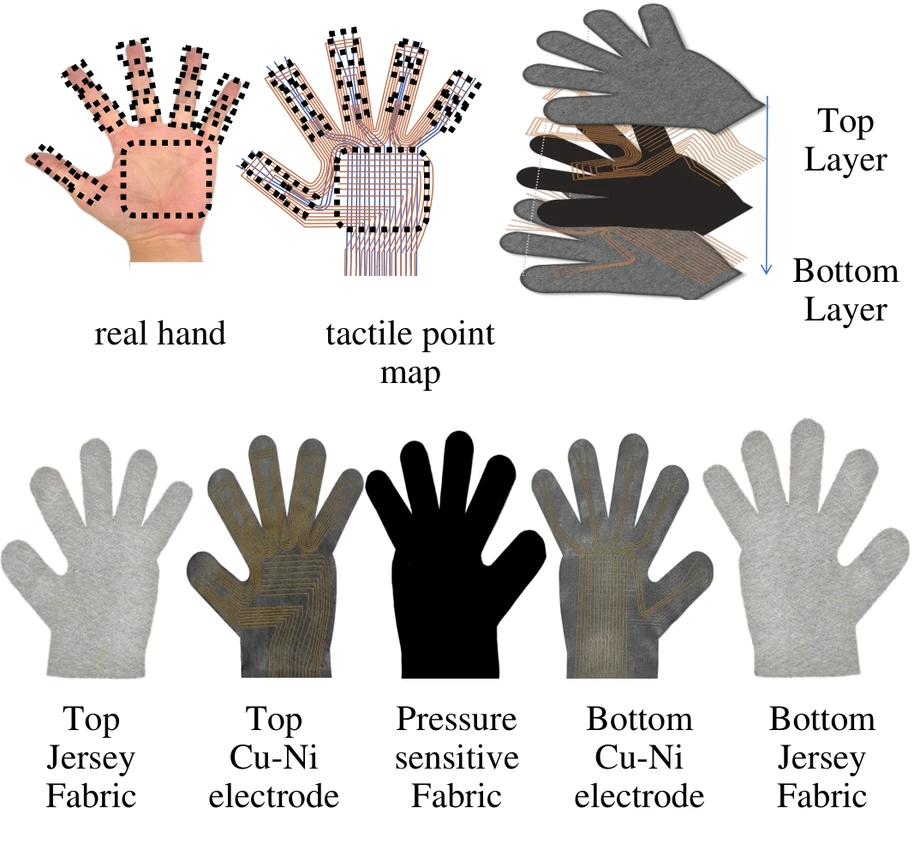 Top
Layer
Bottom
Layer
real hand
tactile point
map
Top
Jersey
Fabric
Top
Cu-Ni
electrode
Pressure
sensitive
Fabric
Bottom
Cu-Ni
electrode
Bottom
Jersey
Fabric